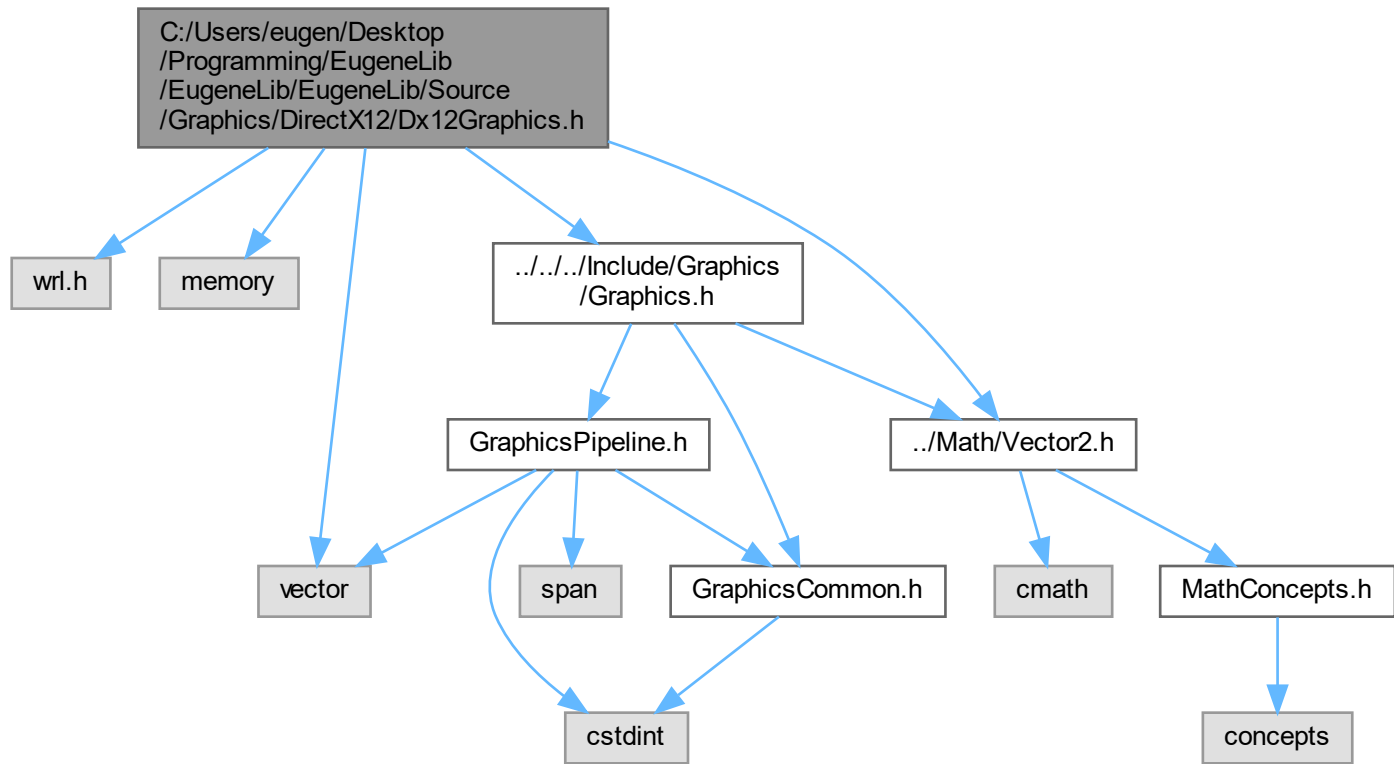 C:/Users/eugen/Desktop
/Programming/EugeneLib
/EugeneLib/EugeneLib/Source
/Graphics/DirectX12/Dx12Graphics.h
wrl.h
memory
../../../Include/Graphics
/Graphics.h
GraphicsPipeline.h
../Math/Vector2.h
vector
span
GraphicsCommon.h
cmath
MathConcepts.h
cstdint
concepts